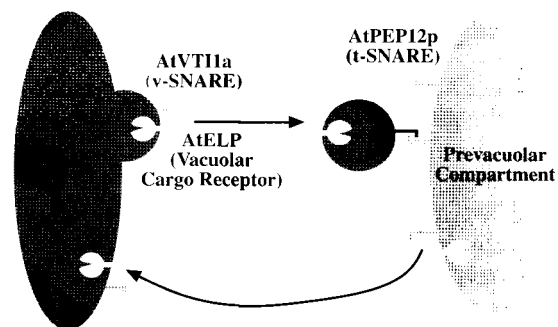 AtVTI1a
(v-SNARE)
AtPEP12p
(t-SNARE)
AtELP
(Vacuolar
Cargo Receptor)
Prevacuolar
Compartment